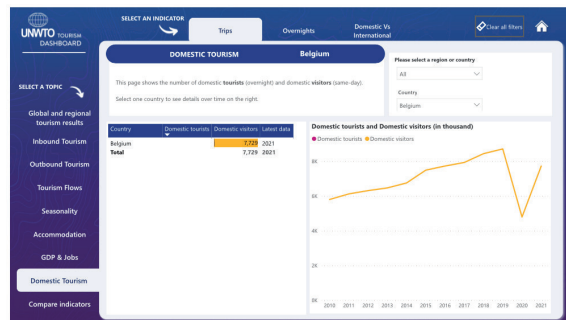 UNWTO TOURISM
DASHBOARD
SELECT AN INDICATOR
Trips
Overnights
Domestic Vs
International
Clear all filters
SELECT A TOPIC
Global and regional
tourism results
Inbound Tourism
Outbound Tourism
Tourism Flows
Seasonality
Accommodation
GDP & Jobs
Domestic Tourism
Compare indicators
DOMESTIC TOURISM Belgium
This page shows the number of domestic tourists (overnight) and domestic visitors (same-day).
Select one country to see details over time on the right.
Please select a region or country
All
Country
Belgium
Country Domestic tourists Domestic visitors Latest data
Belgium 7,729 2021
Total 7,729 2021
Domestic tourists and Domestic visitors (in thousand)
Domestic tourists Domestic visitors
8K
6K
4K
2K
0K
2010 2011 2012 2013 2014 2015 2016 2017 2018 2019 2020 2021